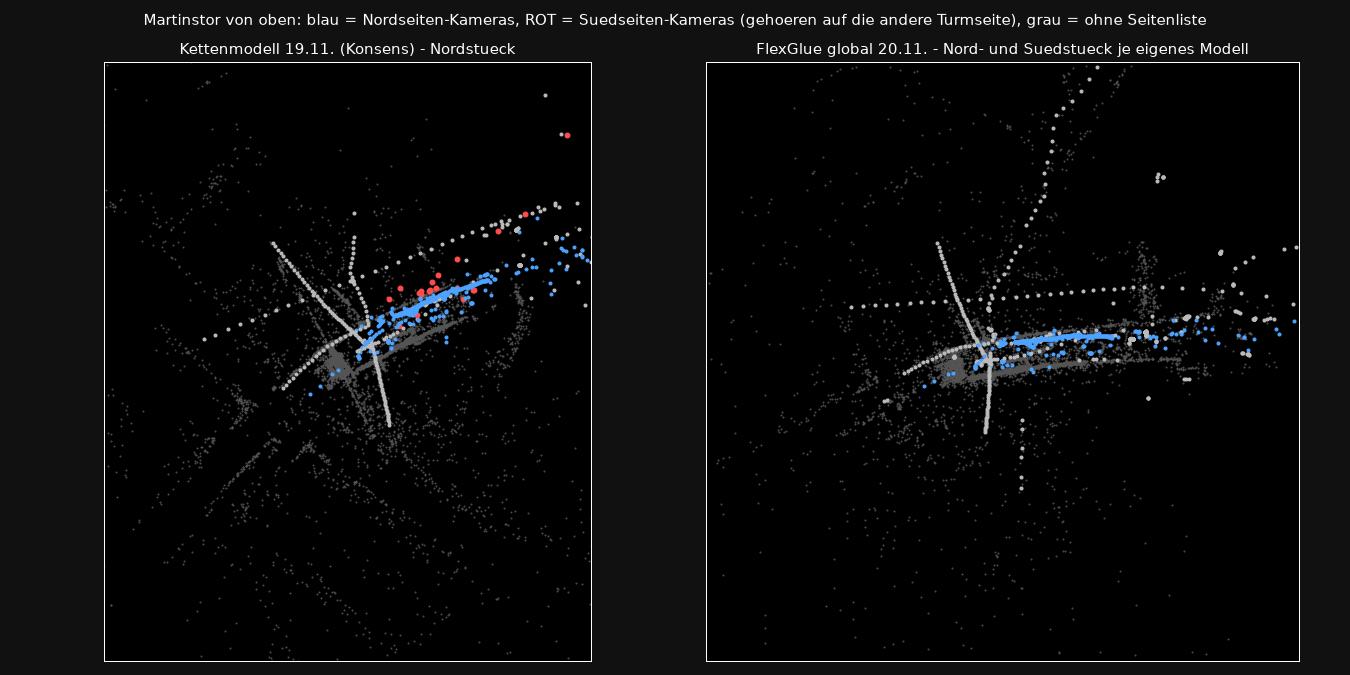 Martinstor von oben: blau = Nordseiten-Kameras, ROT = Suedseiten-Kameras (gehoeren auf die andere Turmseite), grau = ohne Seitenliste
Kettenmodell 19.11. (Konsens) - Nordstueck
FlexGlue global 20.11. - Nord- und Suedstueck je eigenes Modell